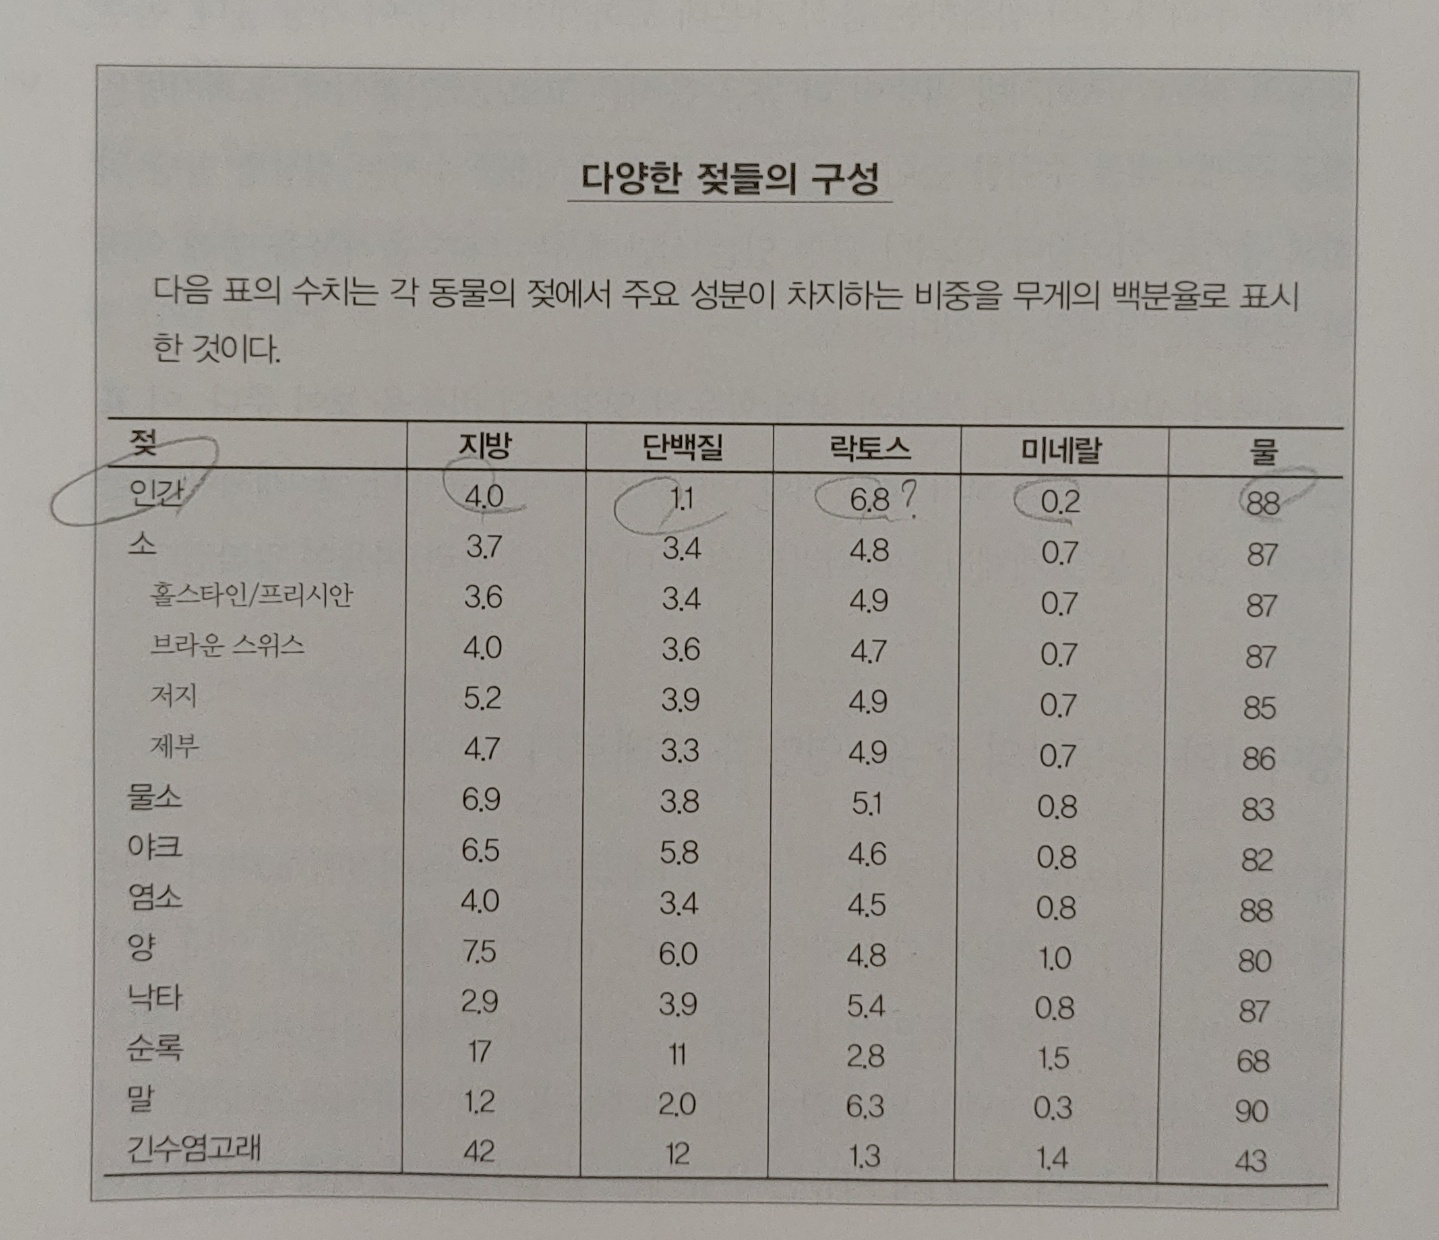 다양한 젖들의 구성
다음 표의 수치는 각 동물의 젖에서 주요 성분이 차지하는 비중을 무게의 백분율로 표시
한 것이다.
젖 지방 단백질 락토스 미네랄 물
인간 4.0 1.1 6.8 ? 0.2 88
소 3.7 3.4 4.8 0.7 87
홀스타인/프리시안 3.6 3.4 4.9 0.7 87
브라운 스위스 4.0 3.6 4.7 0.7 87
저지 5.2 3.9 4.9 0.7 85
제부 4.7 3.3 4.9 0.7 86
물소 6.9 3.8 5.1 0.8 83
야크 6.5 5.8 4.6 0.8 82
염소 4.0 3.4 4.5 0.8 88
양 7.5 6.0 4.8 1.0 80
낙타 2.9 3.9 5.4 0.8 87
순록 17 11 2.8 1.5 68
말 1.2 2.0 6.3 0.3 90
긴수염고래 42 12 1.3 1.4 43